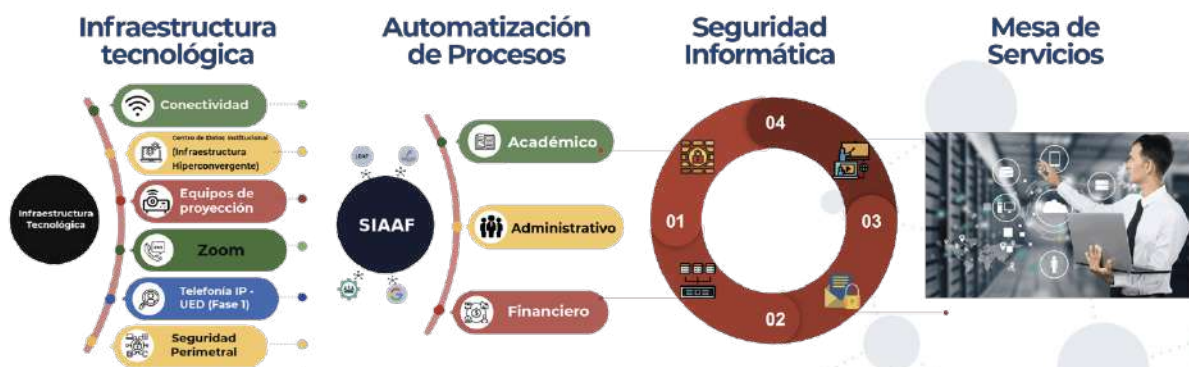 Infraestructura
tecnológica
Automatización
de Procesos
Seguridad
Informática
Mesa de
Servicios
Infraestructura
Tecnológica
Conectividad
Centro de Datos Institucional
(Infraestructura
Hiperconvergente)
Equipos de
proyección
Zoom
Telefonía IP -
UED (Fase 1)
Seguridad
Perimetral
SIAAF
Académico
Administrativo
Financiero
01
02
03
04